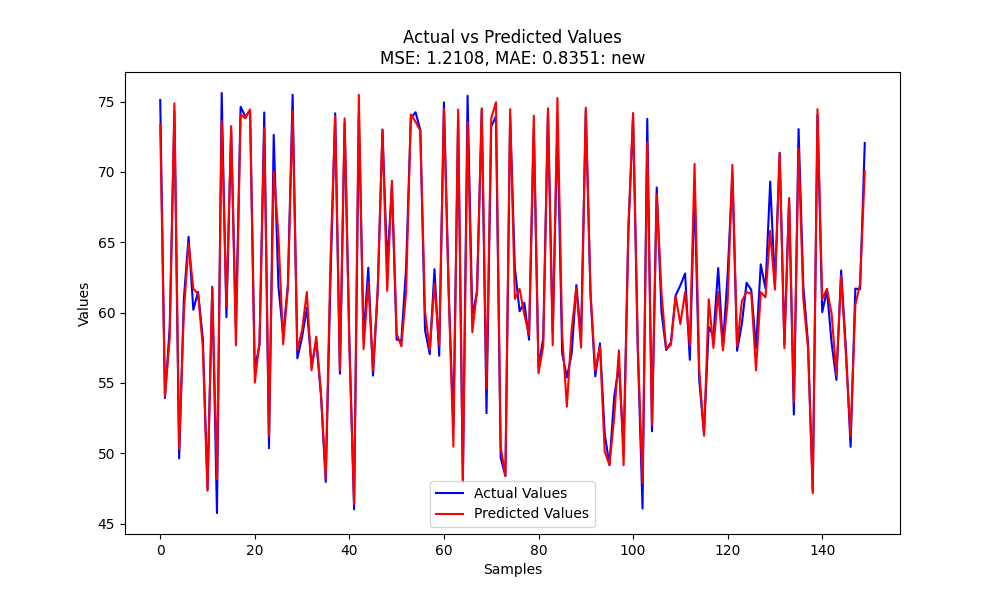 Actual vs Predicted Values
MSE: 1.2108, MAE: 0.8351: new
Values
75
70
65
60
55
50
45
0
20
40
60
80
100
120
140
Samples
Actual Values
Predicted Values